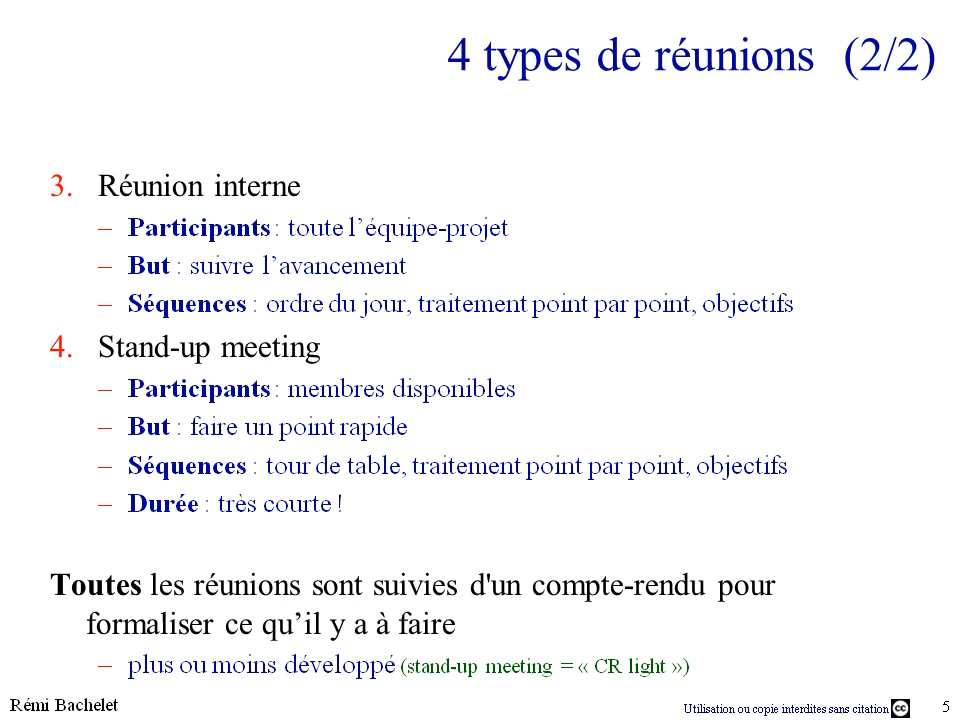 4 types de réunions (2/2)
3. Réunion interne
– Participants : toute l’équipe-projet
– But : suivre l’avancement
– Séquences : ordre du jour, traitement point par point, objectifs
4. Stand-up meeting
– Participants : membres disponibles
– But : faire un point rapide
– Séquences : tour de table, traitement point par point, objectifs
– Durée : très courte !
Toutes les réunions sont suivies d'un compte-rendu pour
formaliser ce qu’il y a à faire
– plus ou moins développé (stand-up meeting = « CR light »)
Rémi Bachelet
Utilisation ou copie interdites sans citation
cc
5